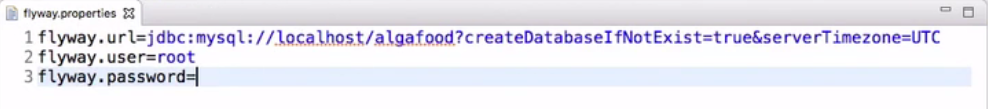 flyway.properties
1 flyway.url=jdbc:mysql://localhost/algafood?createDatabaseIfNotExist=true&serverTimezone=UTC
2 flyway.user=root
3 flyway.password=